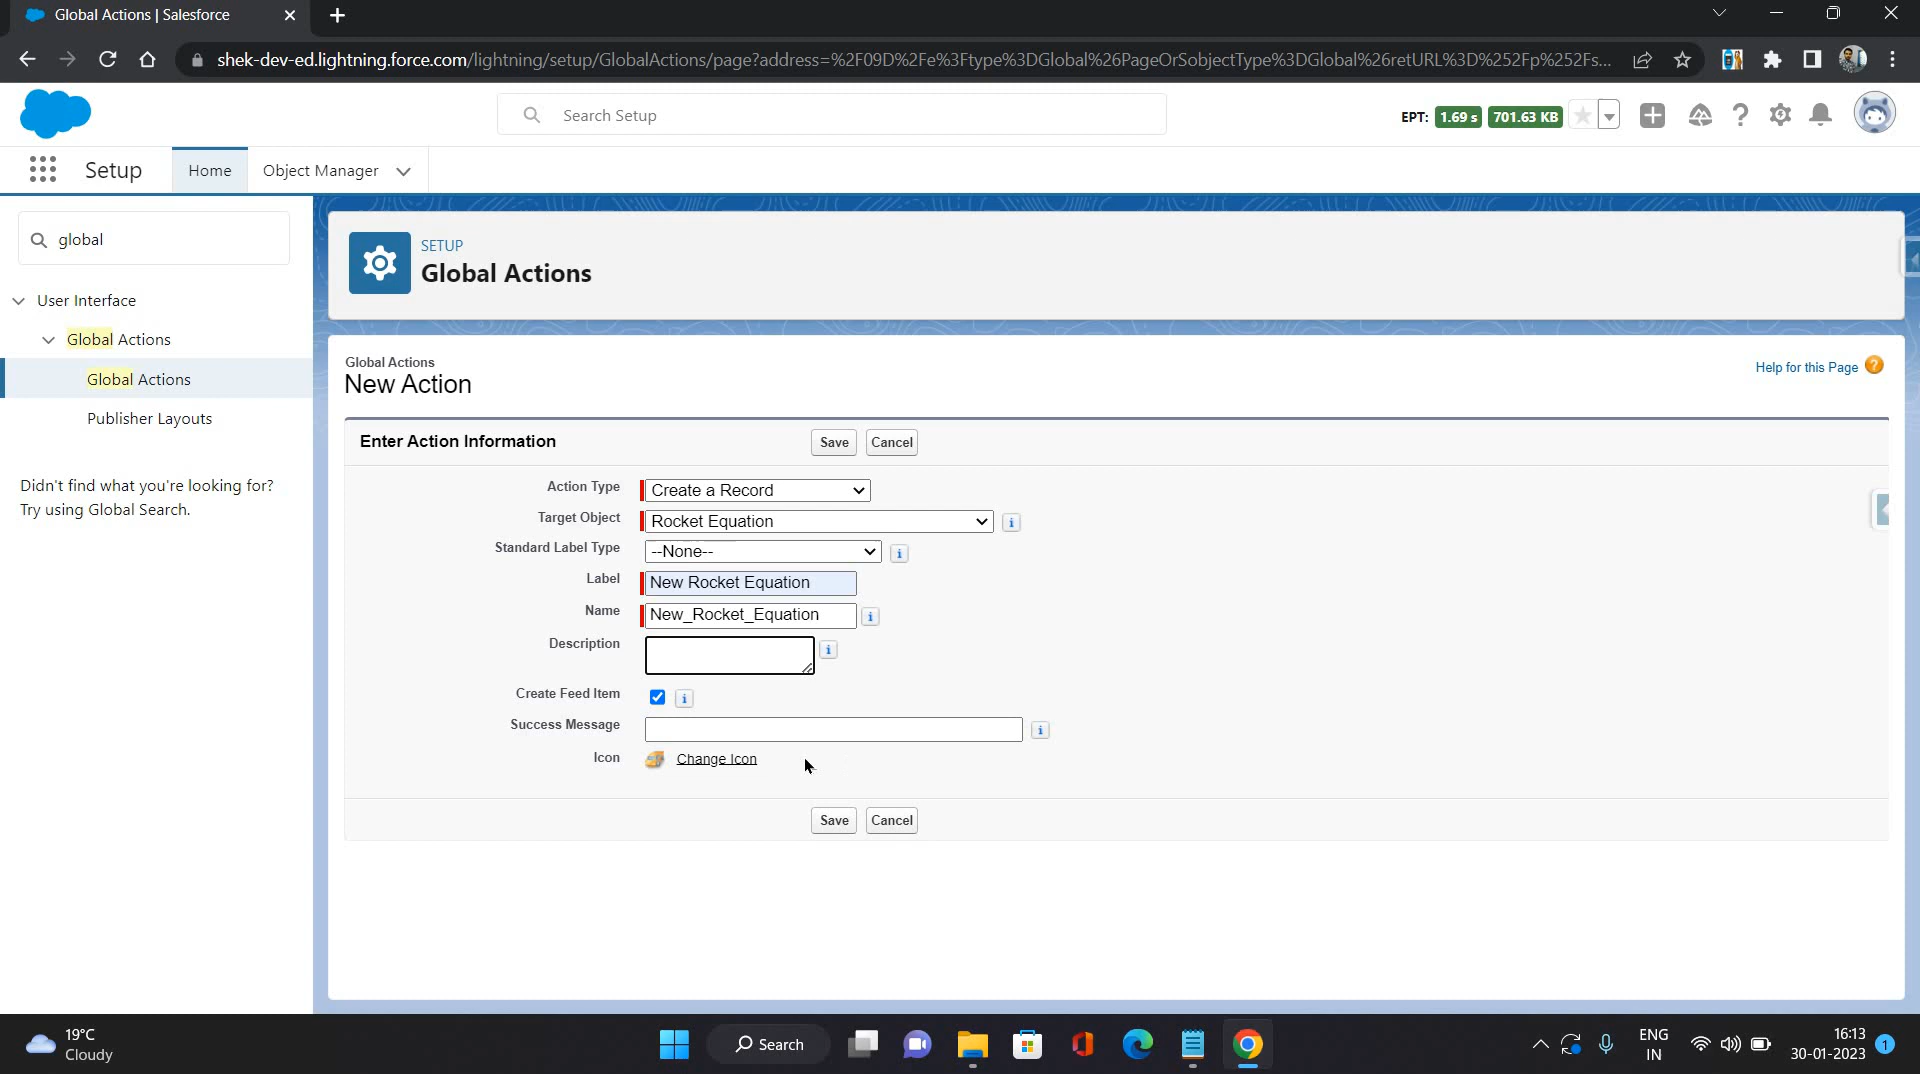 Global Actions | Salesforce
shek-dev-ed.lightning.force.com/lightning/setup/GlobalActions/page?address=%2F09D%2Fe%3Ftype%3DGlobal%26PageOrSobjectType%3DGlobal%26retURL%3D%252Fp%252Fs...
Search Setup
EPT: 1.69 s 701.63 KB
Setup
Home
Object Manager
global
User Interface
Global Actions
Global Actions
Publisher Layouts
Didn't find what you're looking for?
Try using Global Search.
SETUP
Global Actions
Global Actions
New Action
Help for this Page
Enter Action Information
Save
Cancel
Action Type
Create a Record
Target Object
Rocket Equation
Standard Label Type
--None--
Label
New Rocket Equation
Name
New_Rocket_Equation
Description
Create Feed Item
Success Message
Icon
Change Icon
Save
Cancel
19°C
Cloudy
Search
ENG
IN
16:13
30-01-2023
1